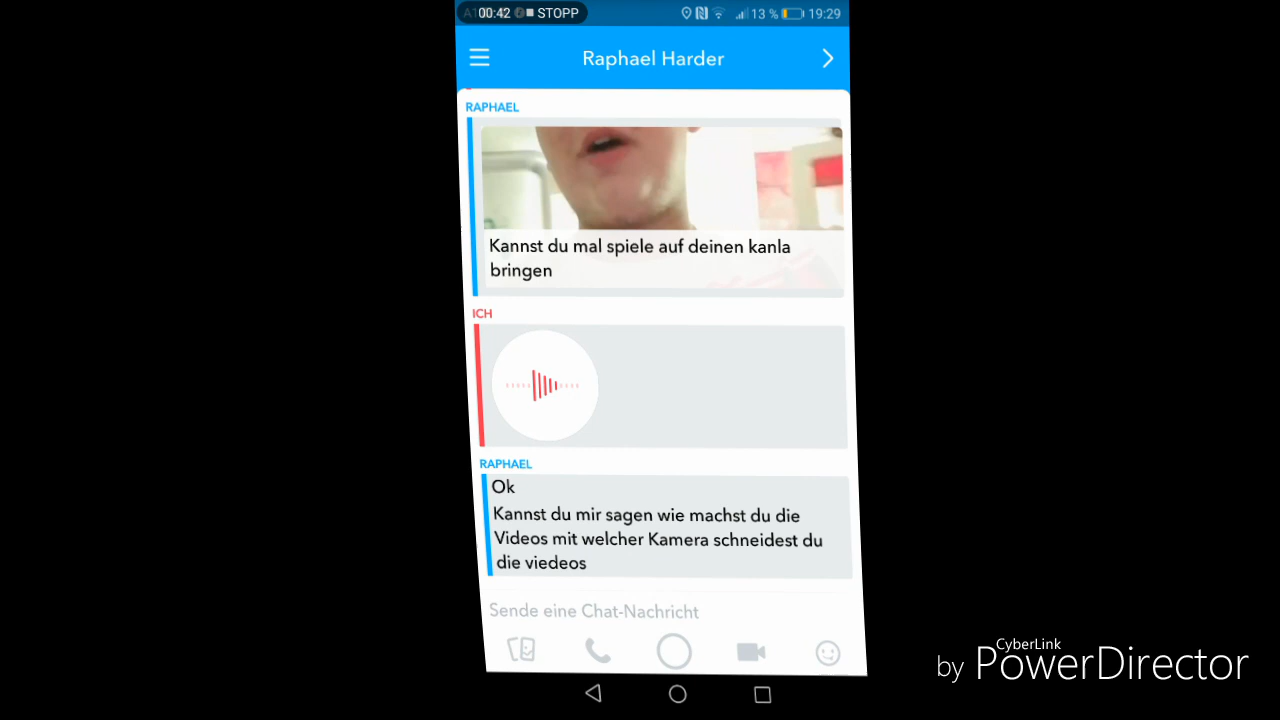 00:42 STOPP 13 % 19:29
Raphael Harder
RAPHAEL
Kannst du mal spiele auf deinen kanla
bringen
ICH
RAPHAEL
Ok
Kannst du mir sagen wie machst du die
Videos mit welcher Kamera schneidest du
die viedeos
Sende eine Chat-Nachricht
CyberLink
by PowerDirector